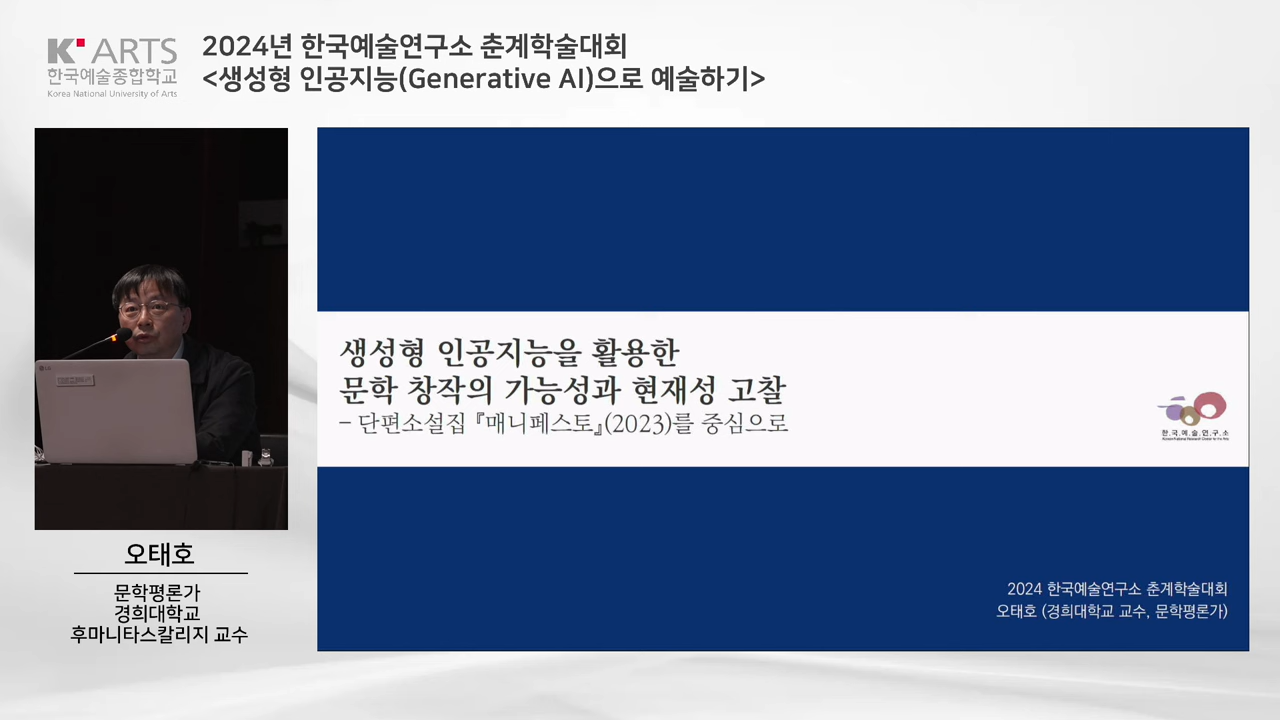 K ARTS
한국예술종합학교
Korea National University of Arts
2024년 한국예술연구소 춘계학술대회
<생성형 인공지능(Generative AI)으로 예술하기>
오태호
문학평론가
경희대학교
후마니타스칼리지 교수
생성형 인공지능을 활용한
문학 창작의 가능성과 현재성 고찰
– 단편소설집 『매니페스토』(2023)를 중심으로
한.국.예.술.연.구.소
2024 한국예술연구소 춘계학술대회
오태호 (경희대학교 교수, 문학평론가)
LG